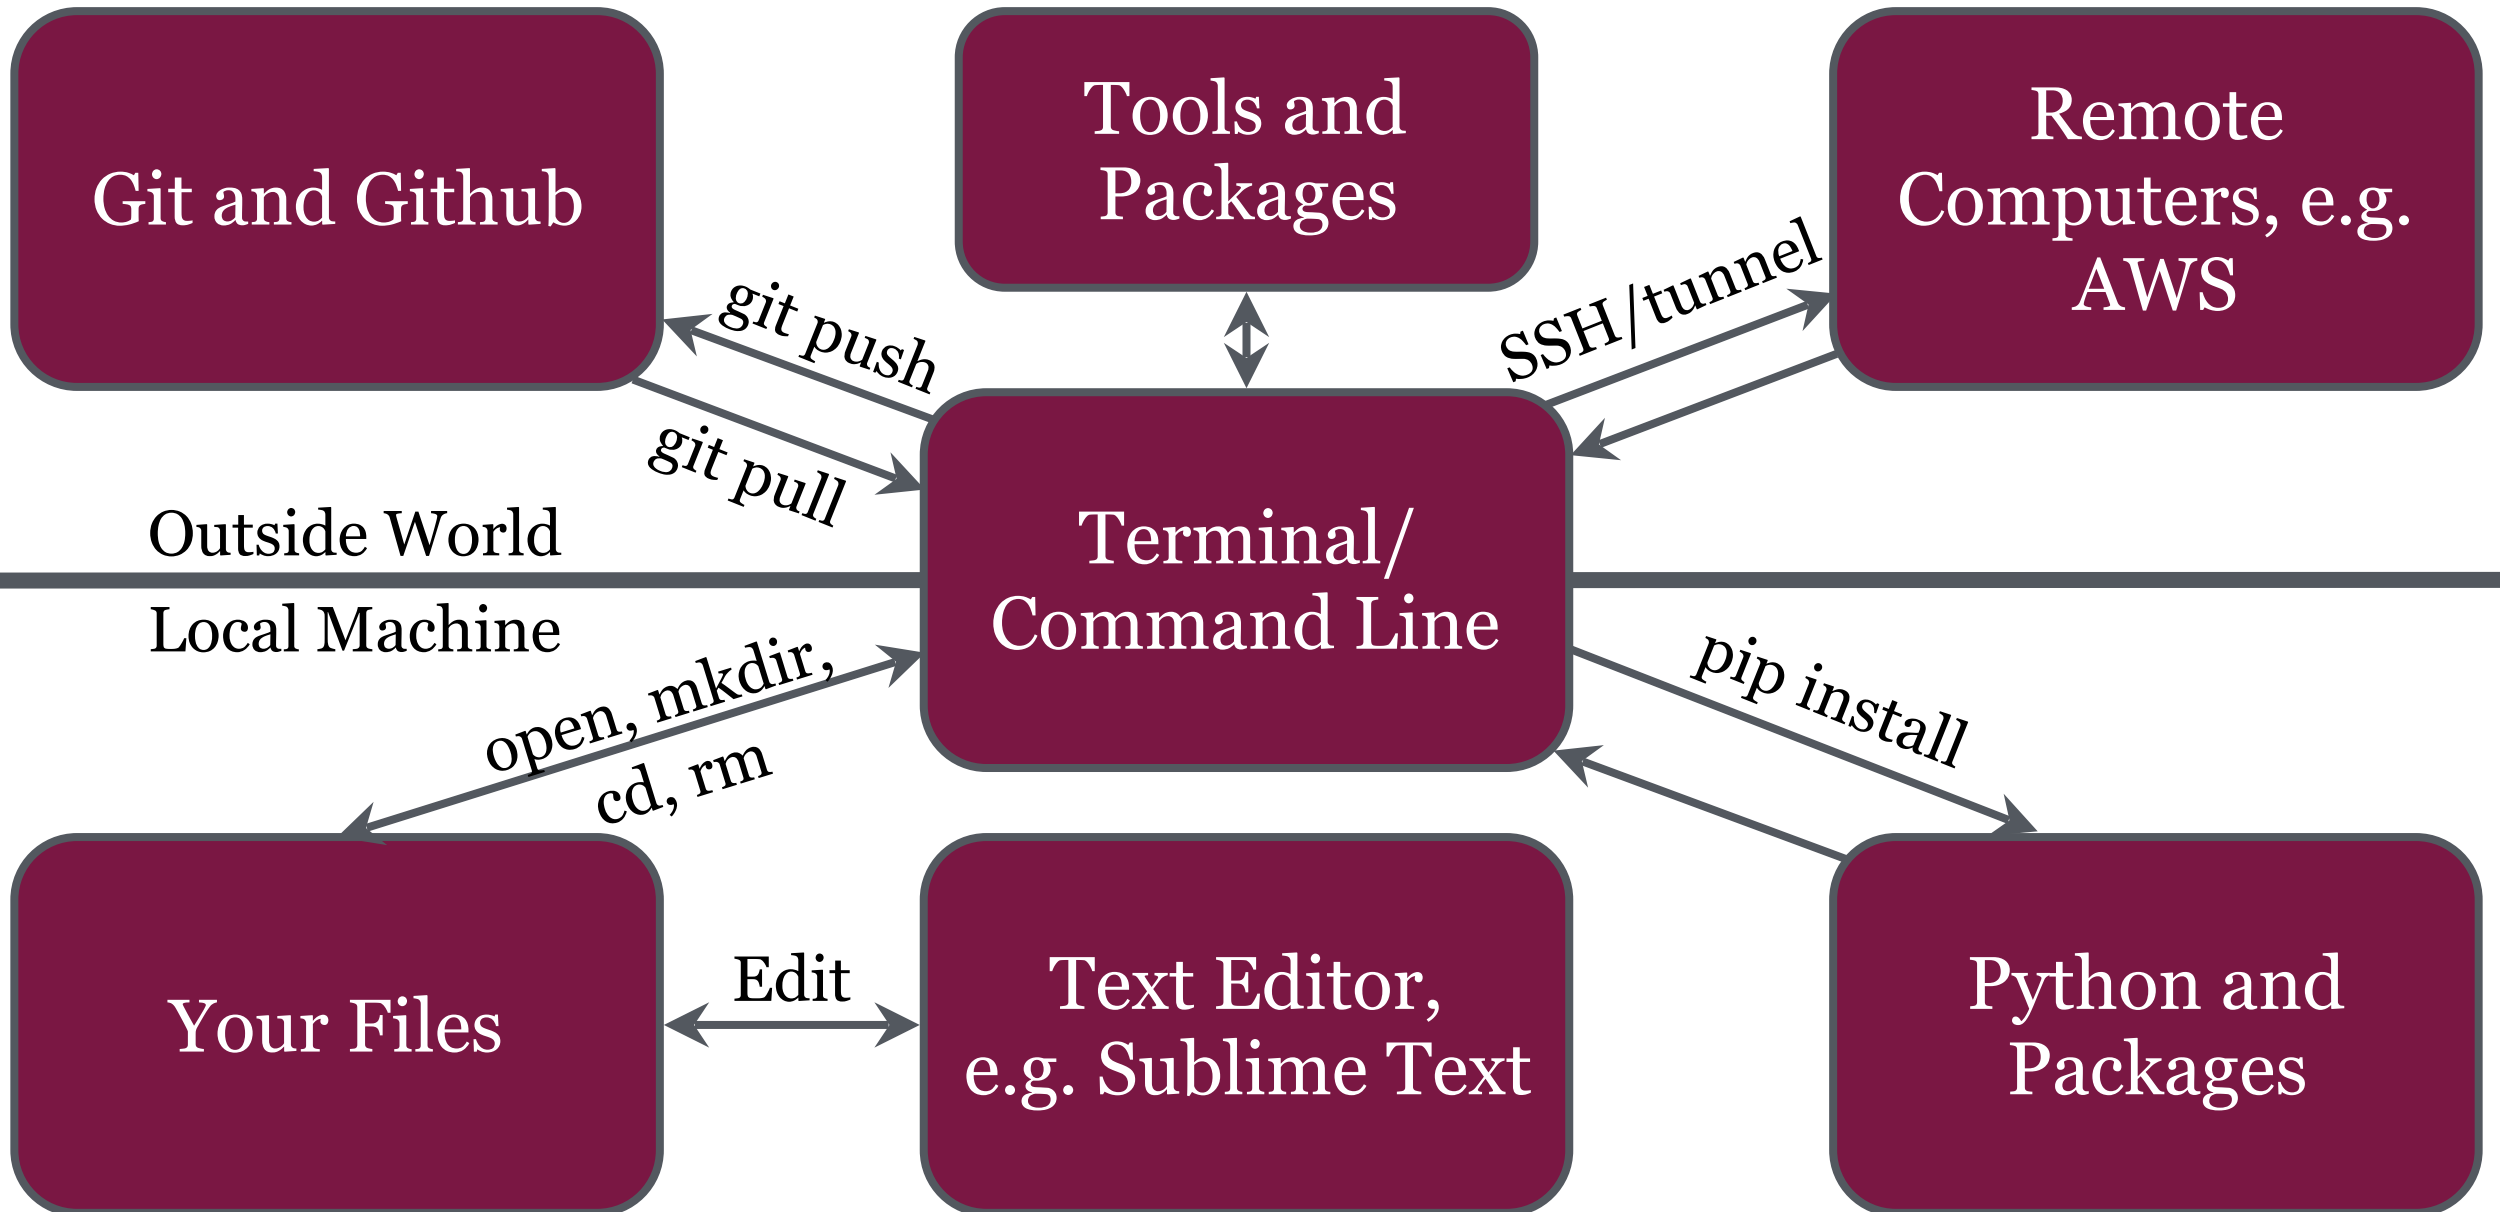 Git and Github
Tools and
Packages
Remote
Computers, e.g.
AWS
git push
SSH/tunnel
git pull
Outside World
Terminal/
Command Line
Local Machine
pip install
open, mkdir,
cd, rm
Your Files
Edit
Text Editor,
e.g., Sublime Text
Python and
Packages